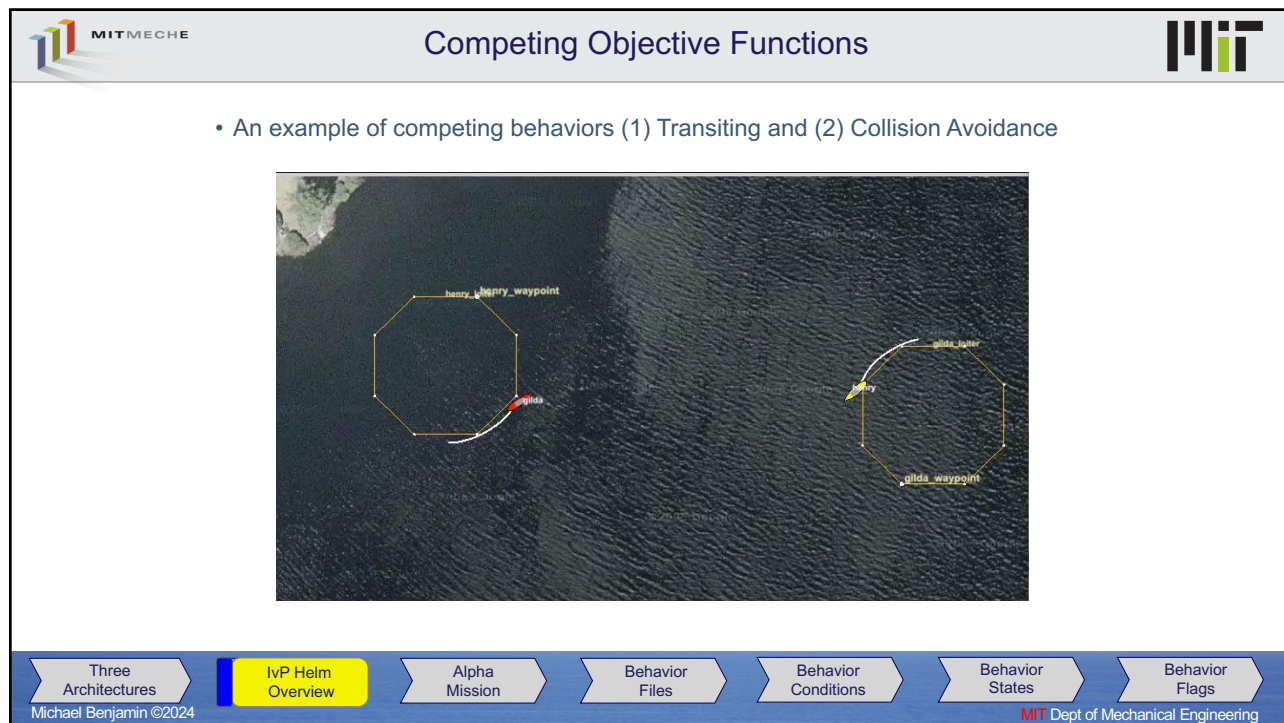 MITMECHE
Competing Objective Functions
MIT
• An example of competing behaviors (1) Transiting and (2) Collision Avoidance
henry_waypoint
gilda
gilda_loiter
henry
gilda_waypoint
Three
Architectures
IvP Helm
Overview
Alpha
Mission
Behavior
Files
Behavior
Conditions
Behavior
States
Behavior
Flags
Michael Benjamin ©2024
MIT Dept of Mechanical Engineering